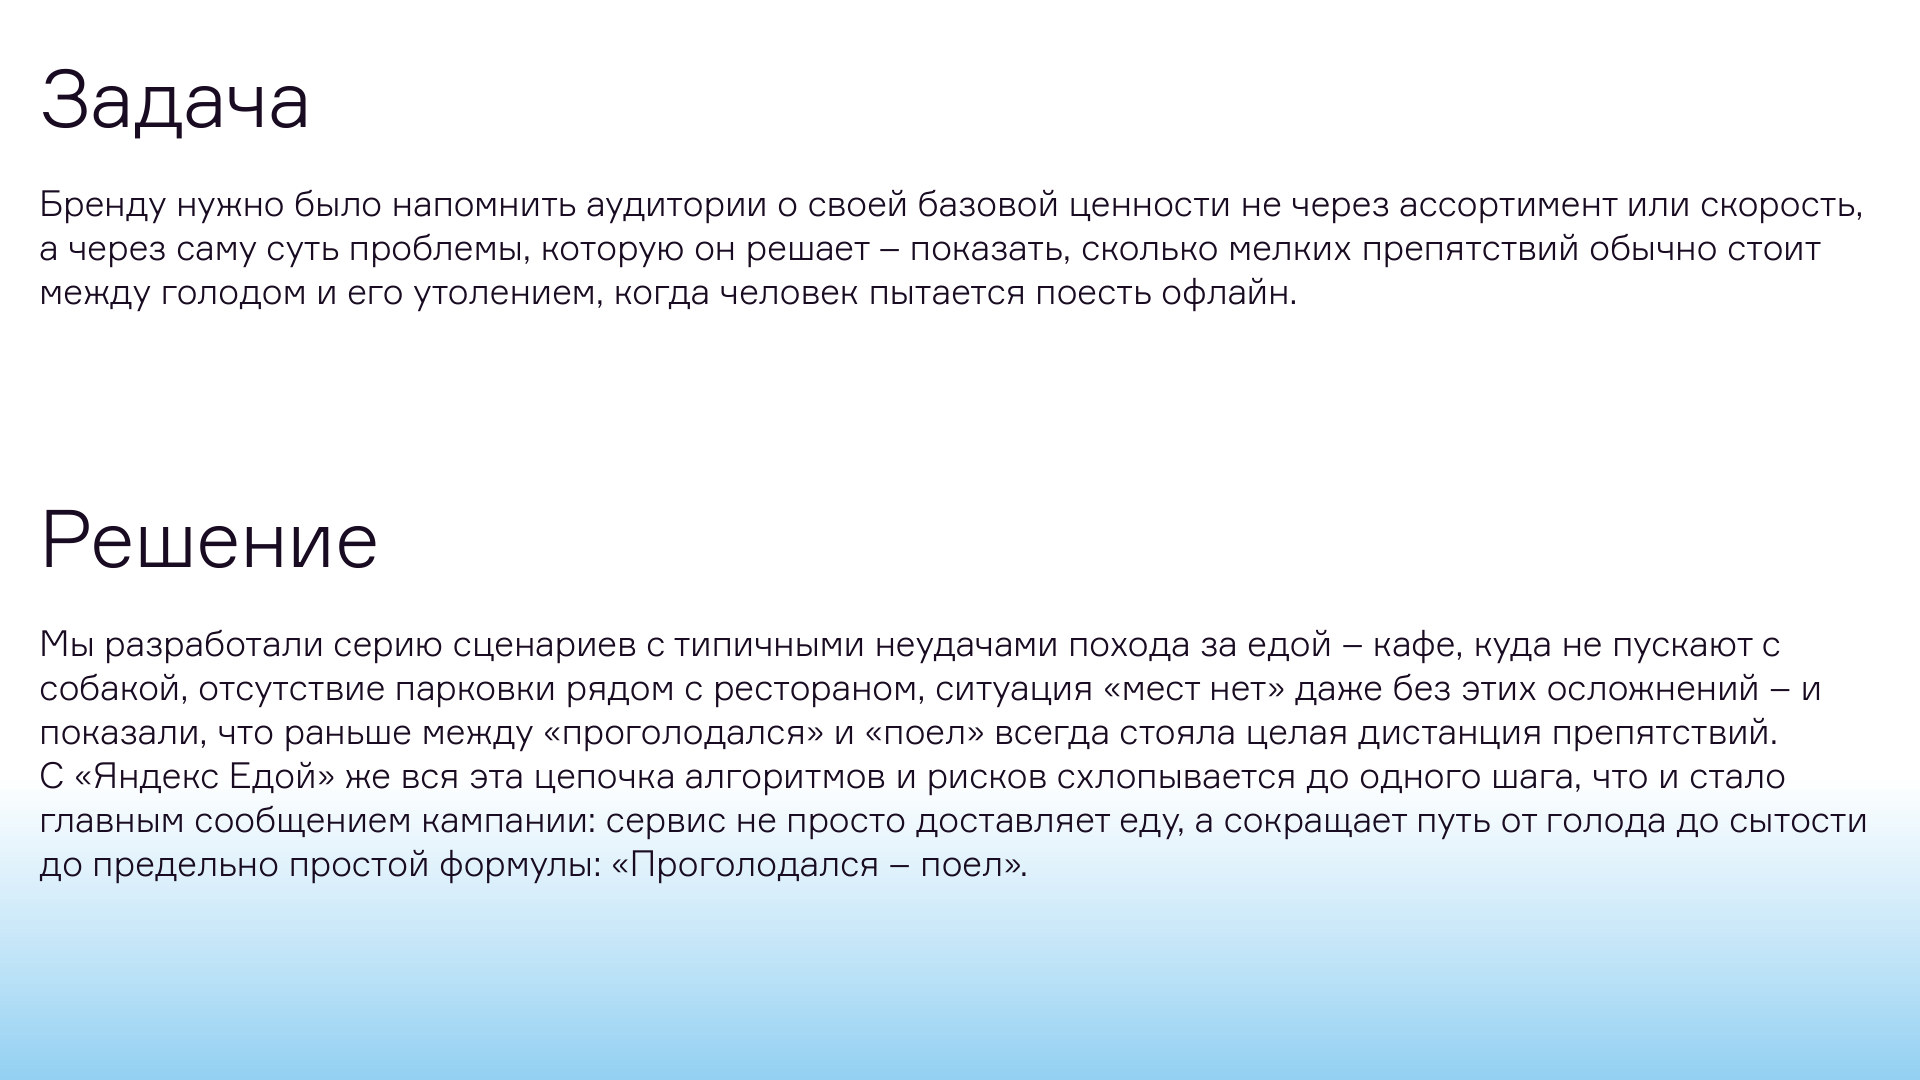 Задача
Бренду нужно было напомнить аудитории о своей базовой ценности не через ассортимент или скорость,
а через саму суть проблемы, которую он решает – показать, сколько мелких препятствий обычно стоит
между голодом и его утолением, когда человек пытается поесть офлайн.
Решение
Мы разработали серию сценариев с типичными неудачами похода за едой – кафе, куда не пускают с
собакой, отсутствие парковки рядом с рестораном, ситуация «мест нет» даже без этих осложнений – и
показали, что раньше между «проголодался» и «поел» всегда стояла целая дистанция препятствий.
С «Яндекс Едой» же вся эта цепочка алгоритмов и рисков схлопывается до одного шага, что и стало
главным сообщением кампании: сервис не просто доставляет еду, а сокращает путь от голода до сытости
до предельно простой формулы: «Проголодался – поел».